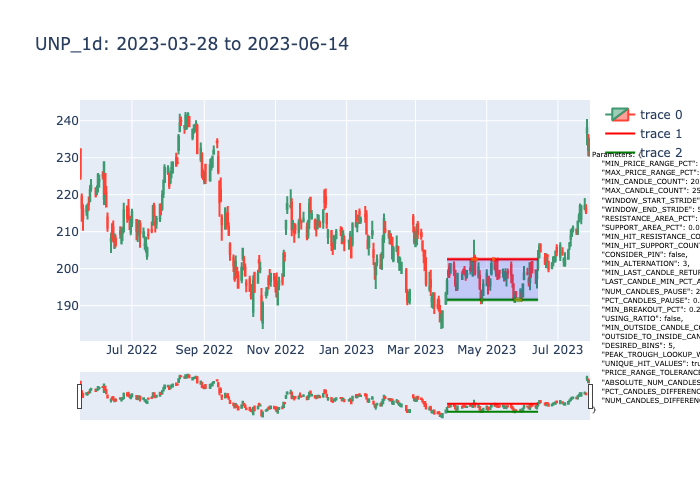 UNP_1d: 2023-03-28 to 2023-06-14
240
230
220
210
200
190
Jul 2022
Sep 2022
Nov 2022
Jan 2023
Mar 2023
May 2023
Jul 2023
trace 0
trace 1
trace 2
Parameters: {
"MIN_PRICE_RANGE_PCT":
"MAX_PRICE_RANGE_PCT":
"MIN_CANDLE_COUNT": 20
"MAX_CANDLE_COUNT": 25
"WINDOW_START_STRIDE"
"WINDOW_END_STRIDE": 5
"RESISTANCE_AREA_PCT":
"SUPPORT_AREA_PCT": 0.0
"MIN_HIT_RESISTANCE_CO
"MIN_HIT_SUPPORT_COUN
"CONSIDER_PIN": false,
"MIN_ALTERNATION": 3,
"MIN_LAST_CANDLE_RETUR
"LAST_CANDLE_MIN_PCT_A
"NUM_CANDLES_PAUSE": 2
"PCT_CANDLES_PAUSE": 0.
"MIN_BREAKOUT_PCT": 0.2
"USING_RATIO": false,
"MIN_OUTSIDE_CANDLE_CO
"OUTSIDE_TO_INSIDE_CAN
"DESIRED_BINS": 5,
"PEAK_TROUGH_LOOKUP_W
"UNIQUE_HIT_VALUES": tru
"PRICE_RANGE_TOLERANC
"ABSOLUTE_NUM_CANDLES
"PCT_CANDLES_DIFFERENC
"NUM_CANDLES_DIFFERENC
}